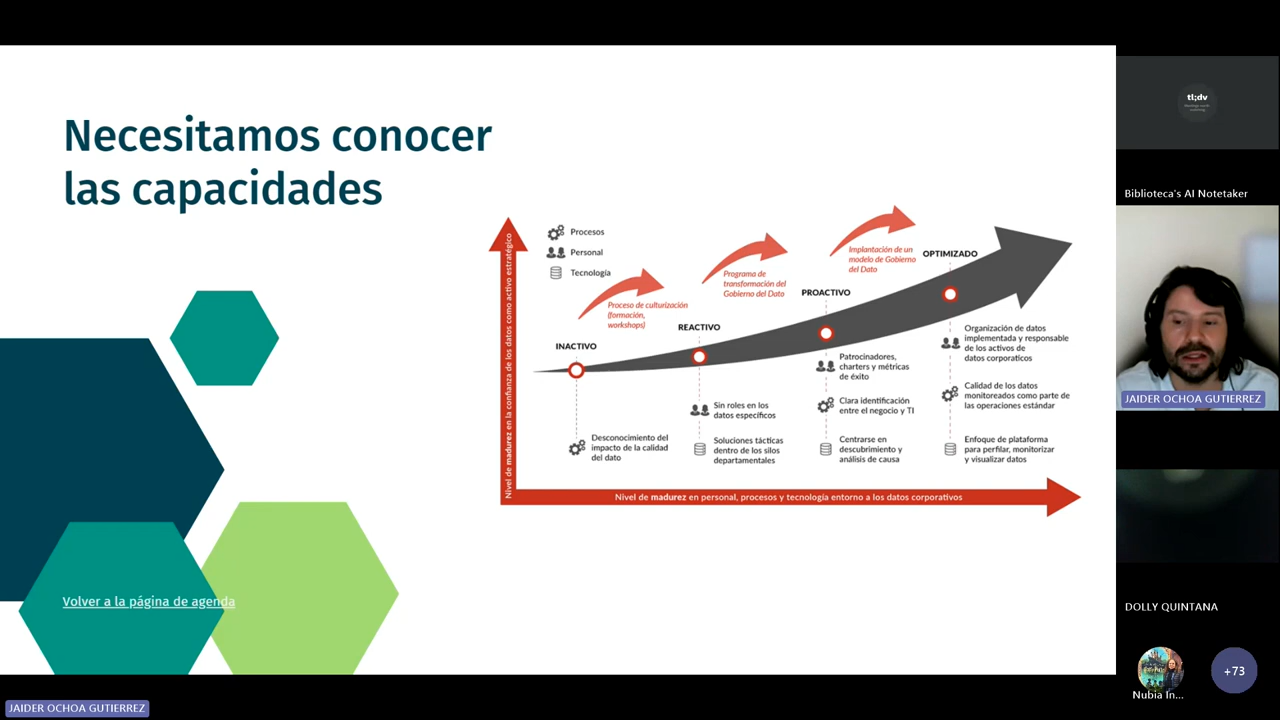 Necesitamos conocer
las capacidades
Nivel de madurez en la confianza de los datos como activo estratégico
Procesos
Personal
Tecnología
Proceso de culturización
(formación,
workshops)
Programa de
transformación del
Gobierno del Dato
Implantación de un
modelo de Gobierno
del Dato
INACTIVO
REACTIVO
PROACTIVO
OPTIMIZADO
Desconocimiento del
impacto de la calidad
del dato
Sin roles en los
datos específicos
Soluciones tácticas
dentro de los silos
departamentales
Patrocinadores,
charters y métricas
de éxito
Clara identificación
entre el negocio y TI
Centrarse en
descubrimiento y
análisis de causa
Organización de datos
implementada y responsable
de los activos de
datos corporaticos
Calidad de los datos
monitoreados como parte de
las operaciones estándar
Enfoque de plataforma
para perfilar, monitorizar
y visualizar datos
Nivel de madurez en personal, procesos y tecnología entorno a los datos corporativos
Volver a la página de agenda
JAIDER OCHOA GUTIERREZ
tl;dv
Biblioteca's AI Notetaker
JAIDER OCHOA GUTIERREZ
DOLLY QUINTANA
Nubia In...
+73